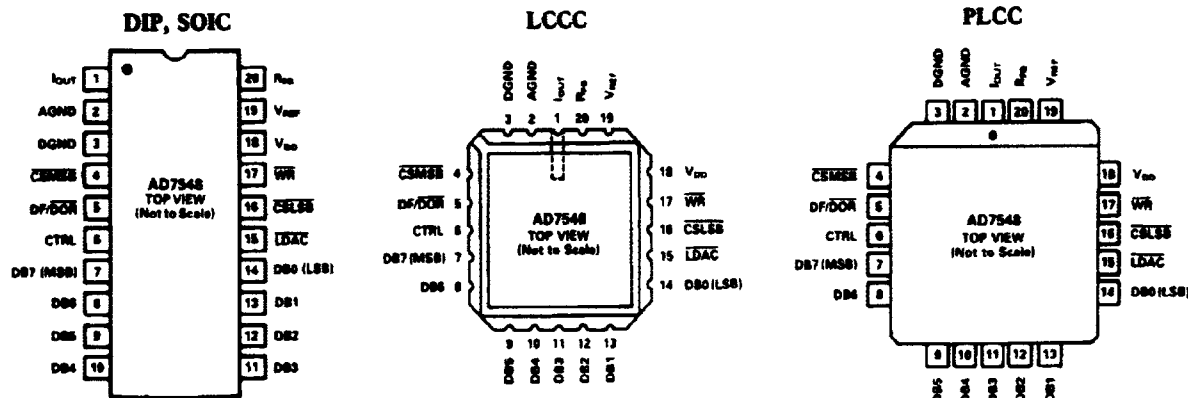 DIP, SOIC
IOUT 1
AGND 2
DGND 3
CSMSB 4
DF/DOR 5
CTRL 6
DB7 (MSB) 7
DB6 8
DB5 9
DB4 10
AD7548
TOP VIEW
(Not to Scale)
20 RFB
19 VREF
18 VDD
17 WR
16 CSLSB
15 LDAC
14 DB0 (LSB)
13 DB1
12 DB2
11 DB3
LCCC
DGND AGND IOUT RFB VREF
3 2 1 20 19
CSMSB 4
DF/DOR 5
CTRL 6
DB7 (MSB) 7
DB6 8
AD7548
TOP VIEW
(Not to Scale)
18 VDD
17 WR
16 CSLSB
15 LDAC
14 DB0 (LSB)
9 10 11 12 13
DB5 DB4 DB3 DB2 DB1
PLCC
DGND AGND IOUT RFB VREF
3 2 1 20 19
CSMSB 4
DF/DOR 5
CTRL 6
DB7 (MSB) 7
DB6 8
AD7548
TOP VIEW
(Not to Scale)
18 VDD
17 WR
16 CSLSB
15 LDAC
14 DB0 (LSB)
9 10 11 12 13
DB5 DB4 DB3 DB2 DB1